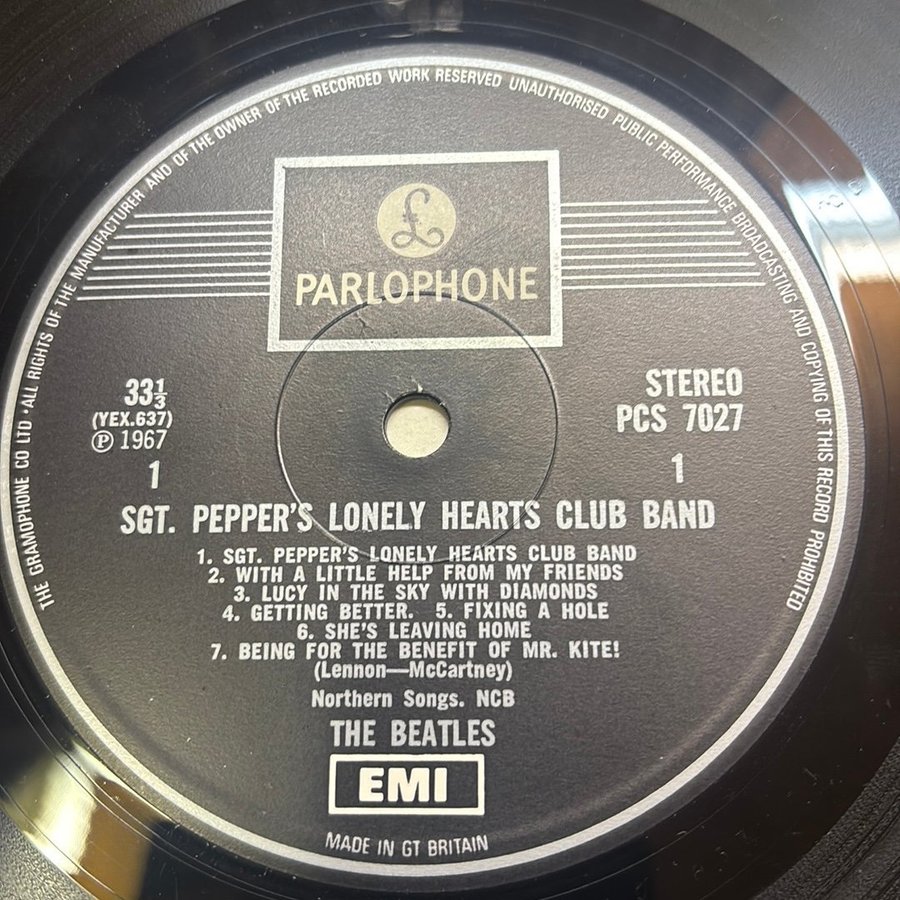 THE GRAMOPHONE CO LTD · ALL RIGHTS OF THE MANUFACTURER AND OF THE OWNER OF THE RECORDED WORK RESERVED UNAUTHORISED PUBLIC PERFORMANCE BROADCASTING AND COPYING OF THIS RECORD PROHIBITED
£
PARLOPHONE
33⅓
(YEX.637)
℗ 1967
1
STEREO
PCS 7027
1
SGT. PEPPER'S LONELY HEARTS CLUB BAND
1. SGT. PEPPER'S LONELY HEARTS CLUB BAND
2. WITH A LITTLE HELP FROM MY FRIENDS
3. LUCY IN THE SKY WITH DIAMONDS
4. GETTING BETTER. 5. FIXING A HOLE
6. SHE'S LEAVING HOME
7. BEING FOR THE BENEFIT OF MR. KITE!
(Lennon—McCartney)
Northern Songs. NCB
THE BEATLES
EMI
MADE IN GT BRITAIN